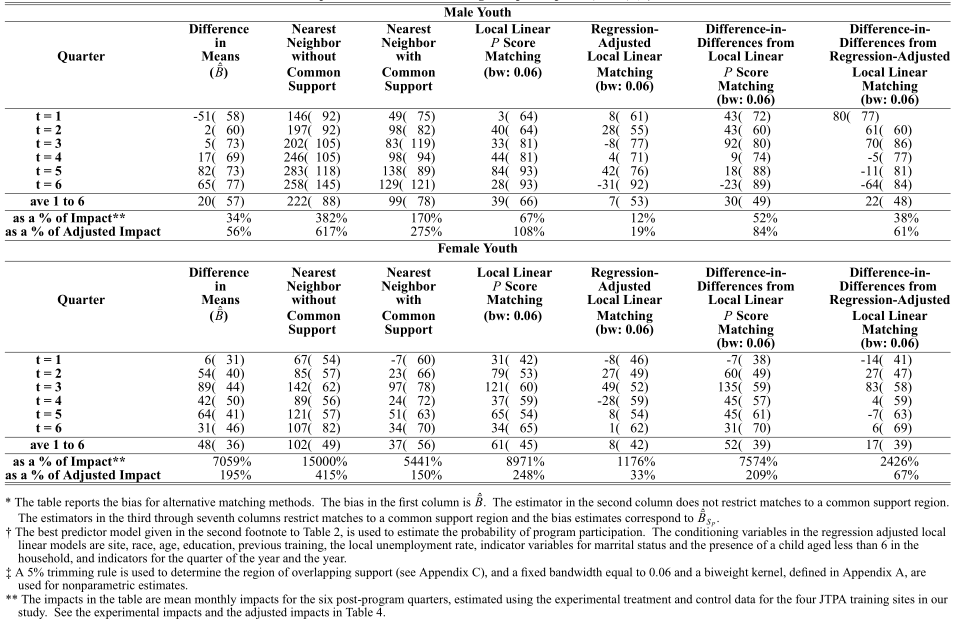 Male Youth
Quarter Difference in Means (B̂) Nearest Neighbor without Common Support Nearest Neighbor with Common Support Local Linear P Score Matching (bw: 0.06) Regression-Adjusted Local Linear Matching (bw: 0.06) Difference-in-Differences from Local Linear P Score Matching (bw: 0.06) Difference-in-Differences from Regression-Adjusted Local Linear Matching (bw: 0.06)
t = 1 -51( 58) 146( 92) 49( 75) 3( 64) 8( 61) 43( 72) 80( 77)
t = 2 2( 60) 197( 92) 98( 82) 40( 64) 28( 55) 43( 60) 61( 60)
t = 3 5( 73) 202( 105) 83( 119) 33( 81) -8( 77) 92( 80) 70( 86)
t = 4 17( 69) 246( 105) 98( 94) 44( 81) 4( 71) 9( 74) -5( 77)
t = 5 82( 73) 283( 118) 138( 89) 84( 93) 42( 76) 18( 88) -11( 81)
t = 6 65( 77) 258( 145) 129( 121) 28( 93) -31( 92) -23( 89) -64( 84)
ave 1 to 6 20( 57) 222( 88) 99( 78) 39( 66) 7( 53) 30( 49) 22( 48)
as a % of Impact** 34% 382% 170% 67% 12% 52% 38%
as a % of Adjusted Impact 56% 617% 275% 108% 19% 84% 61%
Female Youth
Quarter Difference in Means (B̂) Nearest Neighbor without Common Support Nearest Neighbor with Common Support Local Linear P Score Matching (bw: 0.06) Regression-Adjusted Local Linear Matching (bw: 0.06) Difference-in-Differences from Local Linear P Score Matching (bw: 0.06) Difference-in-Differences from Regression-Adjusted Local Linear Matching (bw: 0.06)
t = 1 6( 31) 67( 54) -7( 60) 31( 42) -8( 46) -7( 38) -14( 41)
t = 2 54( 40) 85( 57) 23( 66) 79( 53) 27( 49) 60( 49) 27( 47)
t = 3 89( 44) 142( 62) 97( 78) 121( 60) 49( 52) 135( 59) 83( 58)
t = 4 42( 50) 89( 56) 24( 72) 37( 59) -28( 59) 45( 57) 4( 59)
t = 5 64( 41) 121( 57) 51( 63) 65( 54) 8( 54) 45( 61) -7( 63)
t = 6 31( 46) 107( 82) 34( 70) 34( 65) 1( 62) 31( 70) 6( 69)
ave 1 to 6 48( 36) 102( 49) 37( 56) 61( 45) 8( 42) 52( 39) 17( 39)
as a % of Impact** 7059% 15000% 5441% 8971% 1176% 7574% 2426%
as a % of Adjusted Impact 195% 415% 150% 248% 33% 209% 67%
* The table reports the bias for alternative matching methods. The bias in the first column is B̂. The estimator in the second column does not restrict matches to a common support region.
The estimators in the third through seventh columns restrict matches to a common support region and the bias estimates correspond to B̂Sp.
† The best predictor model given in the second footnote to Table 2, is used to estimate the probability of program participation. The conditioning variables in the regression adjusted local
linear models are site, race, age, education, previous training, the local unemployment rate, indicator variables for marrital status and the presence of a child aged less than 6 in the
household, and indicators for the quarter of the year and the year.
‡ A 5% trimming rule is used to determine the region of overlapping support (see Appendix C), and a fixed bandwidth equal to 0.06 and a biweight kernel, defined in Appendix A, are
used for nonparametric estimates.
** The impacts in the table are mean monthly impacts for the six post-program quarters, estimated using the experimental treatment and control data for the four JTPA training sites in our
study. See the experimental impacts and the adjusted impacts in Table 4.